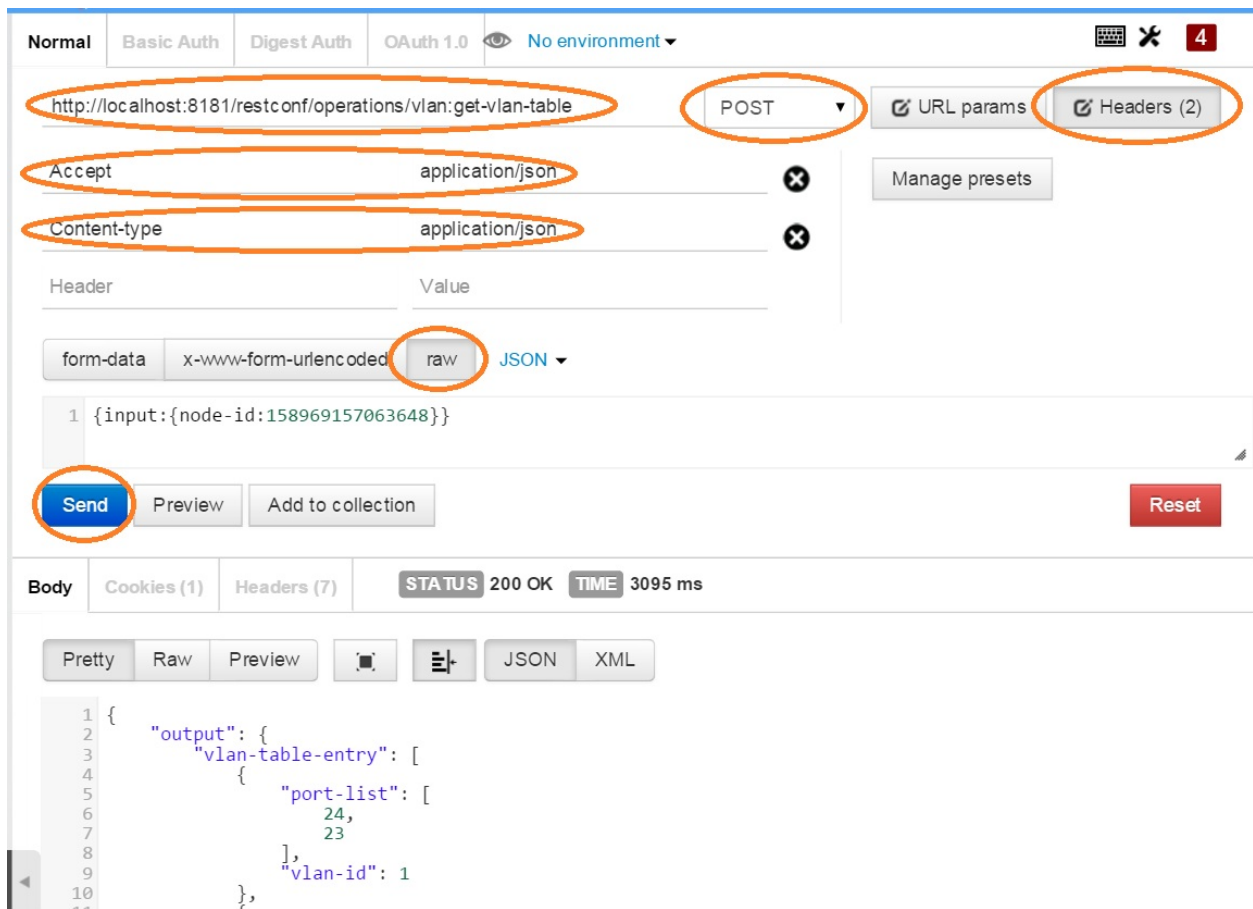 Normal Basic Auth Digest Auth OAuth 1.0 No environment 4
http://localhost:8181/restconf/operations/vlan:get-vlan-table POST URL params Headers (2)
Accept application/json Manage presets
Content-type application/json
Header Value
form-data x-www-form-urlencoded raw JSON
1 {input:{node-id:158969157063648}}
Send Preview Add to collection Reset
Body Cookies (1) Headers (7) STATUS 200 OK TIME 3095 ms
Pretty Raw Preview JSON XML
1 {
2 "output": {
3 "vlan-table-entry": [
4 {
5 "port-list": [
6 24,
7 23
8 ],
9 "vlan-id": 1
10 },
11 {